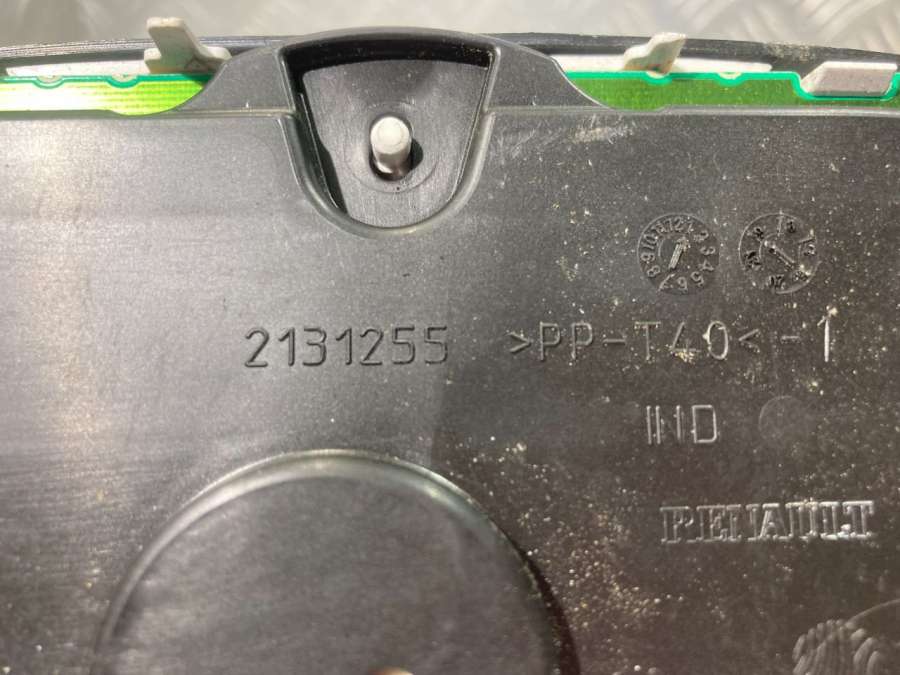 2131255 >PP-T40< -1
IND
RENAULT